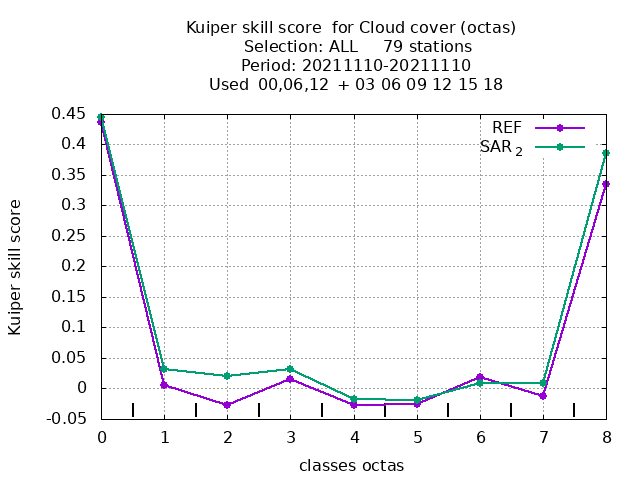 Kuiper skill score  for Cloud cover (octas)
Selection: ALL     79 stations
Period: 20211110-20211110
Used  00,06,12  + 03 06 09 12 15 18
REF
SAR 2
0.45
0.4
0.35
0.3
0.25
0.2
0.15
0.1
0.05
0
-0.05
Kuiper skill score
0 1 2 3 4 5 6 7 8
classes octas